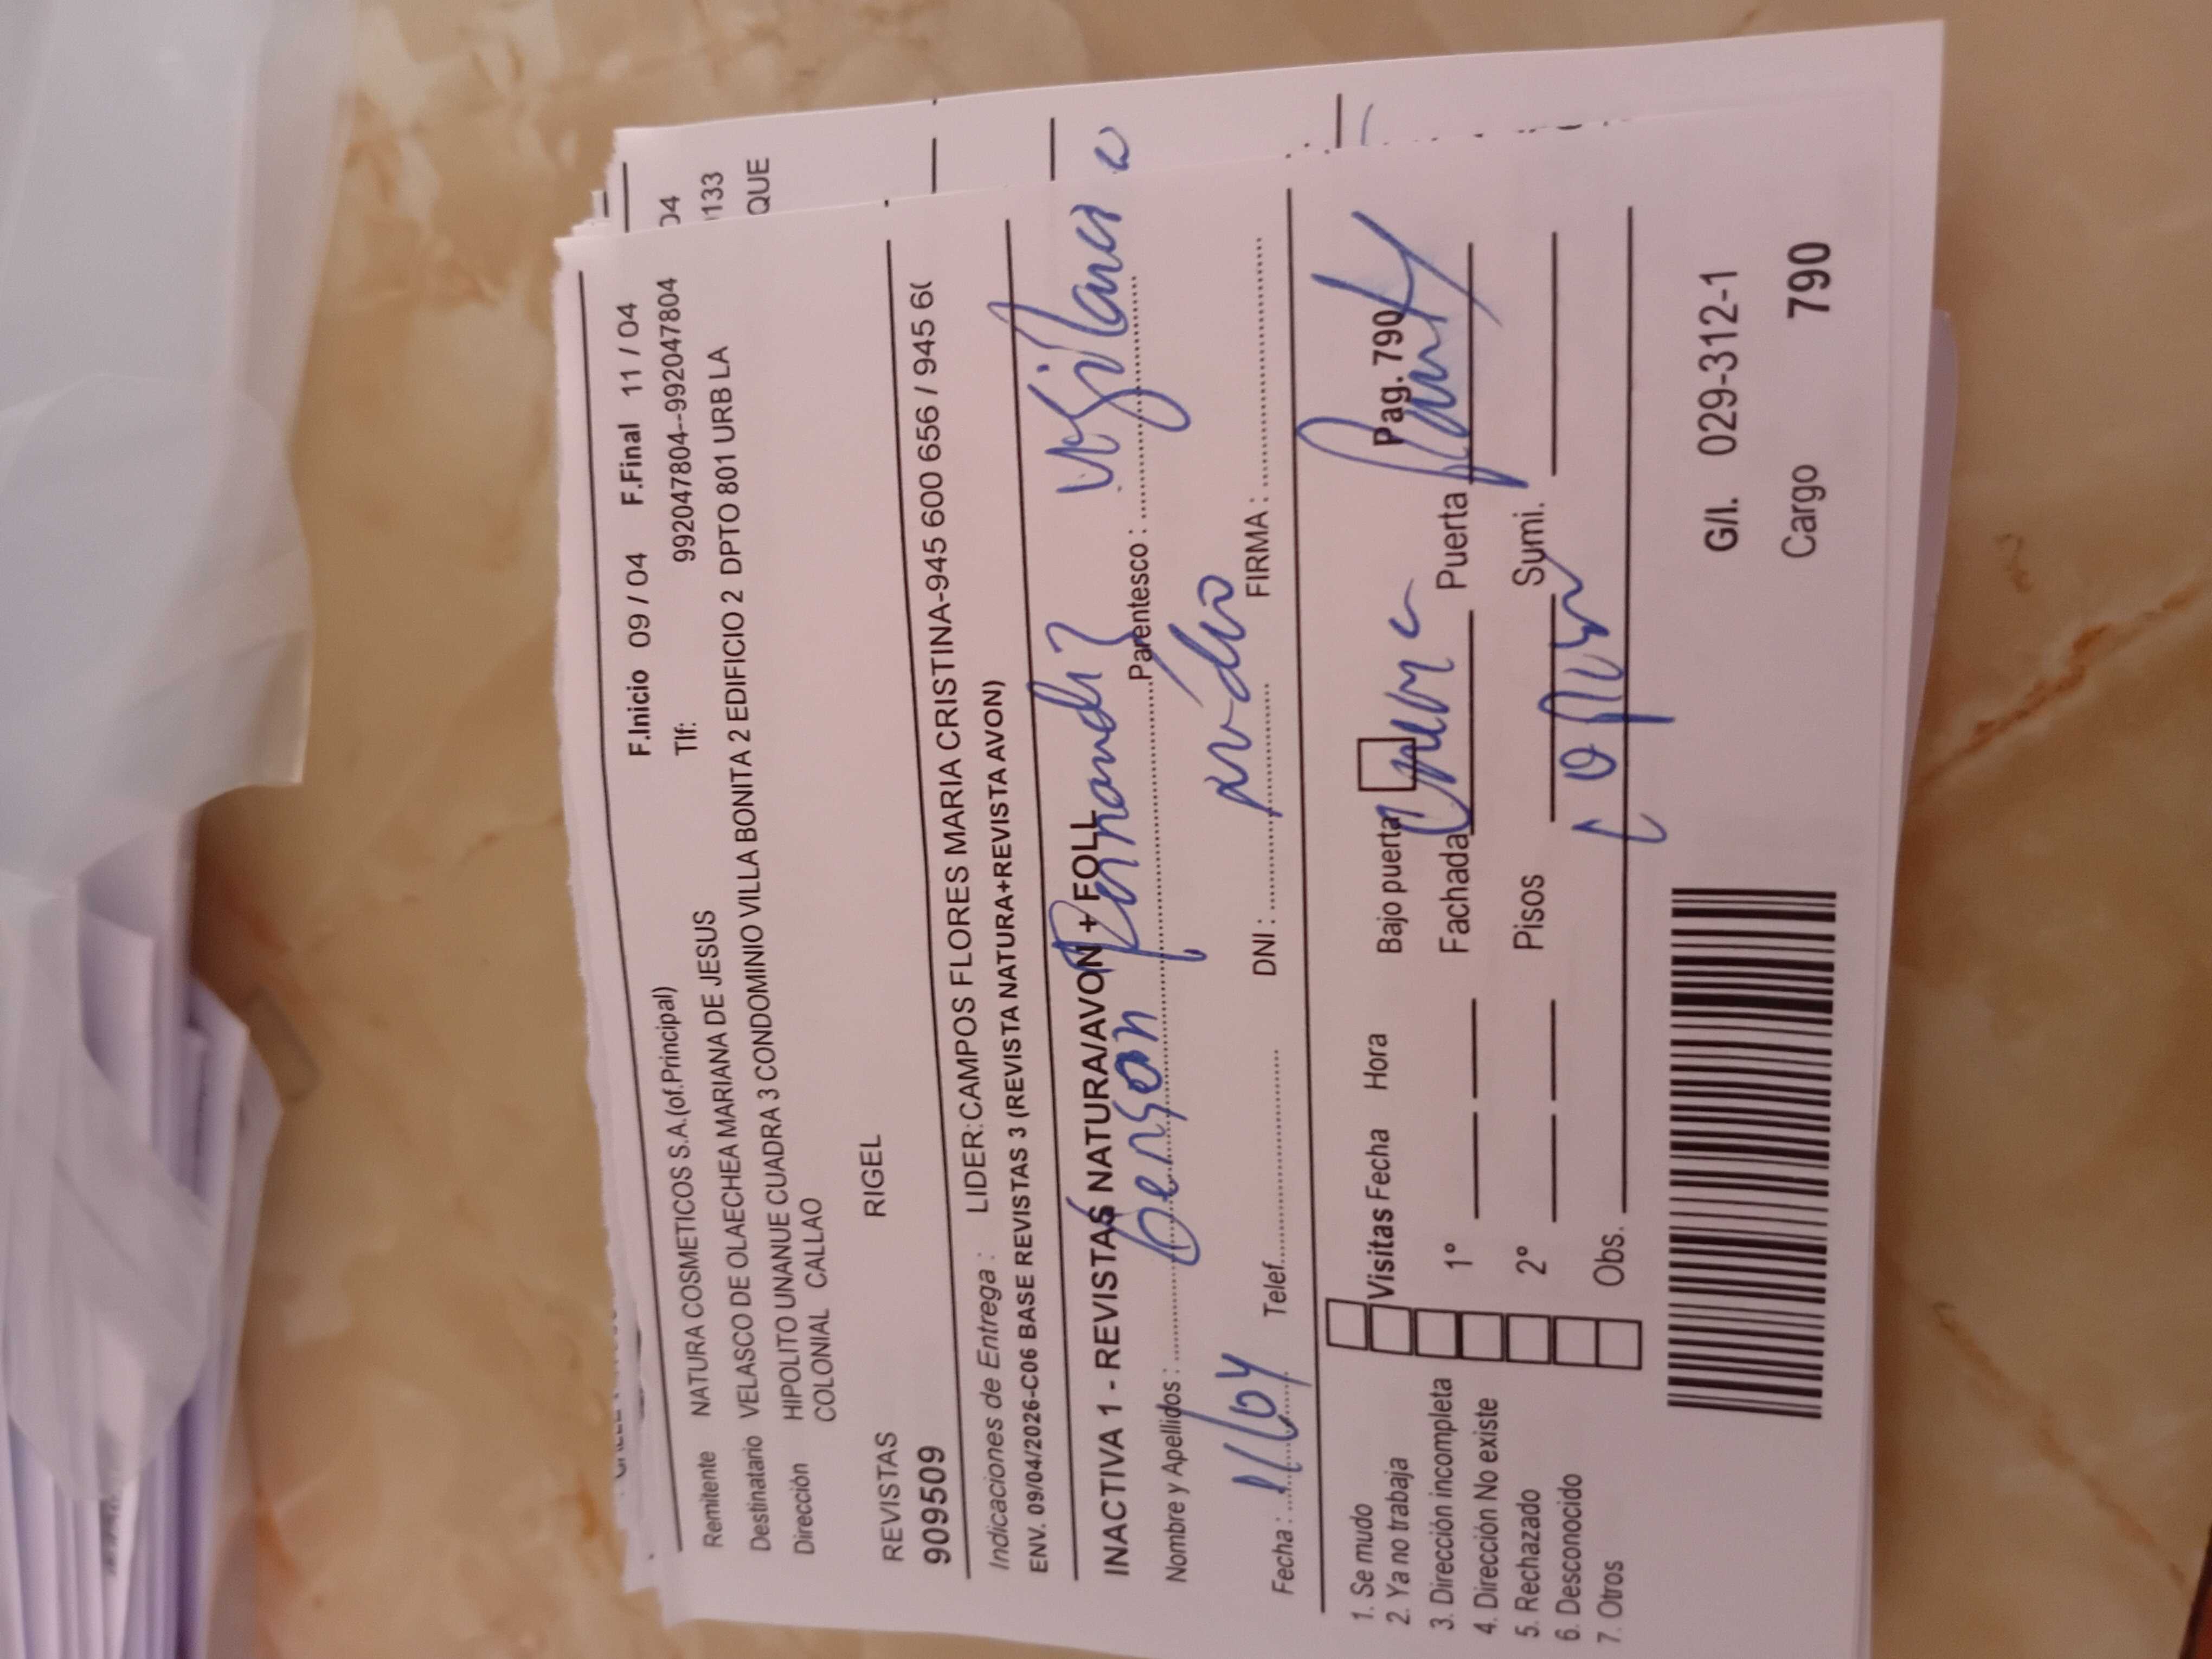 F.Inicio 09 / 04 F.Final 11 / 04
Remitente NATURA COSMETICOS S.A.(of.Principal) Tlf: 992047804--992047804
Destinatario VELASCO DE OLAECHEA MARIANA DE JESUS
Dirección HIPOLITO UNANUE CUADRA 3 CONDOMINIO VILLA BONITA 2 EDIFICIO 2 DPTO 801 URB LA
COLONIAL CALLAO
REVISTAS RIGEL
909509
Indicaciones de Entrega : LIDER:CAMPOS FLORES MARIA CRISTINA-945 600 656 / 945 6(
ENV. 09/04/2026-C06 BASE REVISTAS 3 (REVISTA NATURA+REVISTA AVON)
INACTIVA 1 - REVISTAS NATURA/AVON + FOLL
Nombre y Apellidos : Parentesco :
Fecha : 11/04 Telef. DNI : FIRMA :
1. Se mudo
2. Ya no trabaja
3. Dirección incompleta
4. Dirección No existe
5. Rechazado
6. Desconocido
7. Otros
Visitas Fecha Hora Bajo puerta Pag. 790
1° Fachada Puerta
2° Pisos Sumi.
Obs.
G/I. 029-312-1
Cargo 790
04
133
QUE